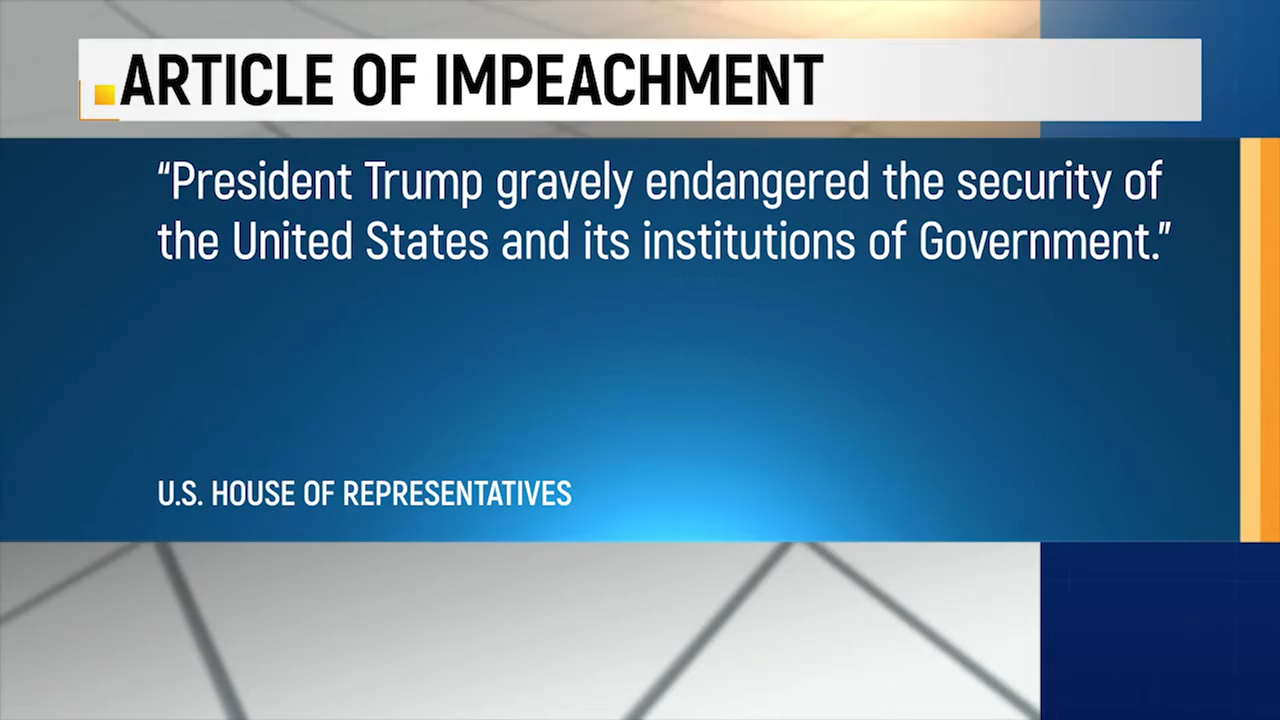 ARTICLE OF IMPEACHMENT
“President Trump gravely endangered the security of
the United States and its institutions of Government.”
U.S. HOUSE OF REPRESENTATIVES